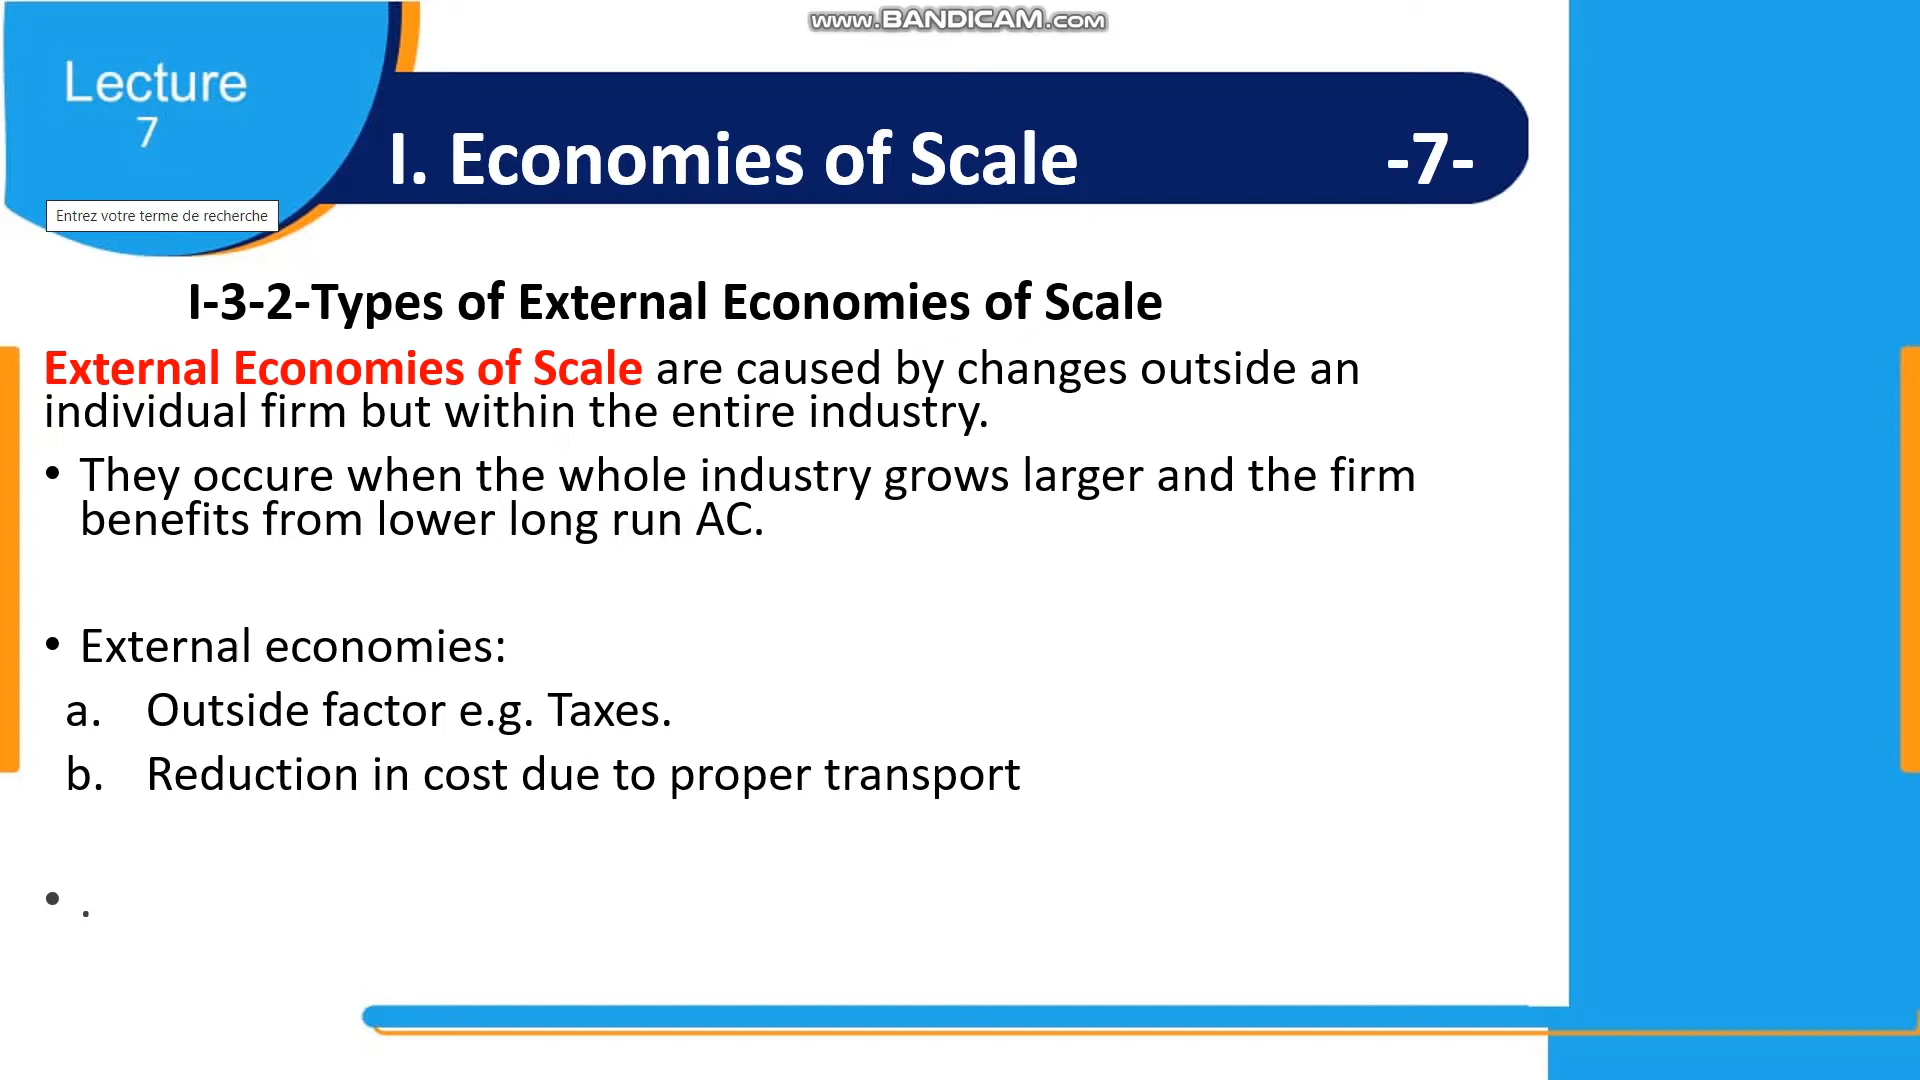 www.BANDICAM.com
Lecture
7
I. Economies of Scale -7-
Entrez votre terme de recherche
I-3-2-Types of External Economies of Scale
External Economies of Scale are caused by changes outside an
individual firm but within the entire industry.
• They occure when the whole industry grows larger and the firm
benefits from lower long run AC.
• External economies:
a. Outside factor e.g. Taxes.
b. Reduction in cost due to proper transport
• .